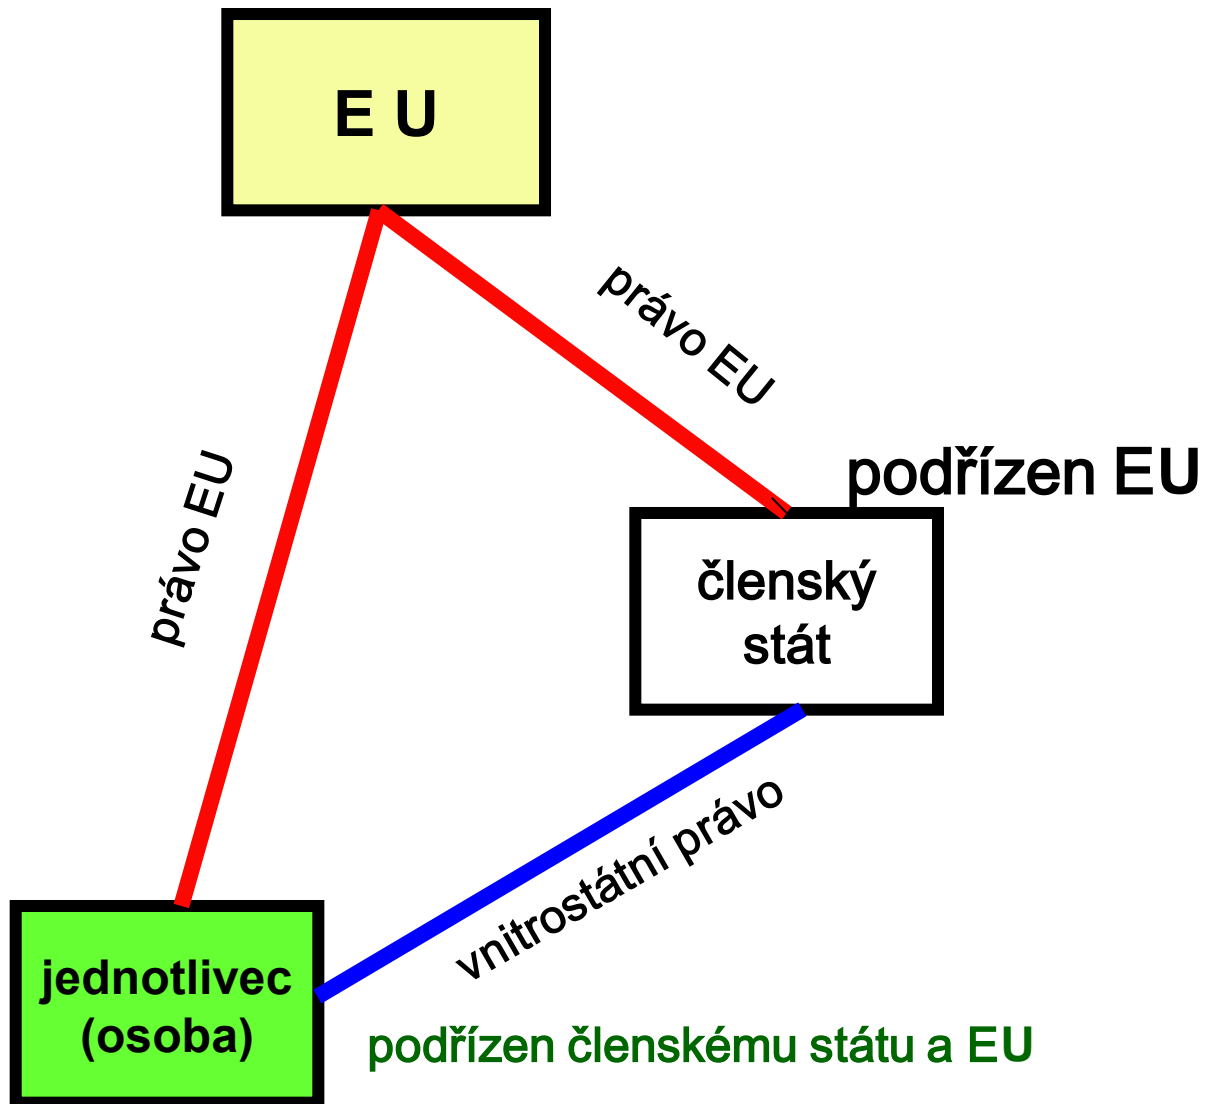 E U
právo EU
právo EU
podřízen EU
členský
stát
vnitrostátní právo
jednotlivec
(osoba)
podřízen členskému státu a EU